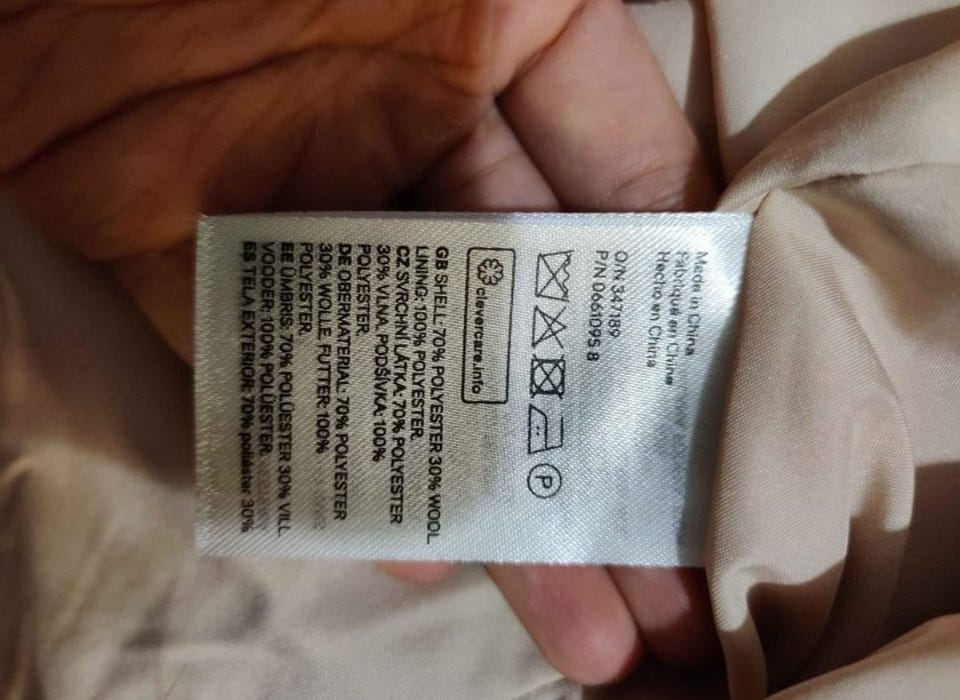 Made in China
Fabriqué en Chine
Hecho en China
O/N 347189
P/N 0661095 8
P
clevercare.info
GB SHELL: 70% POLYESTER 30% WOOL
LINING: 100% POLYESTER.
CZ SVRCHNÍ LÁTKA: 70% POLYESTER
30% VLNA, PODŠÍVKA: 100%
POLYESTER.
DE OBERMATERIAL: 70% POLYESTER
30% WOLLE, FUTTER: 100%
POLYESTER.
EE ÜMBRIS: 70% POLÜESTER 30% VILL
VOODER: 100% POLÜESTER.
ES TELA EXTERIOR: 70% poliéster 30%